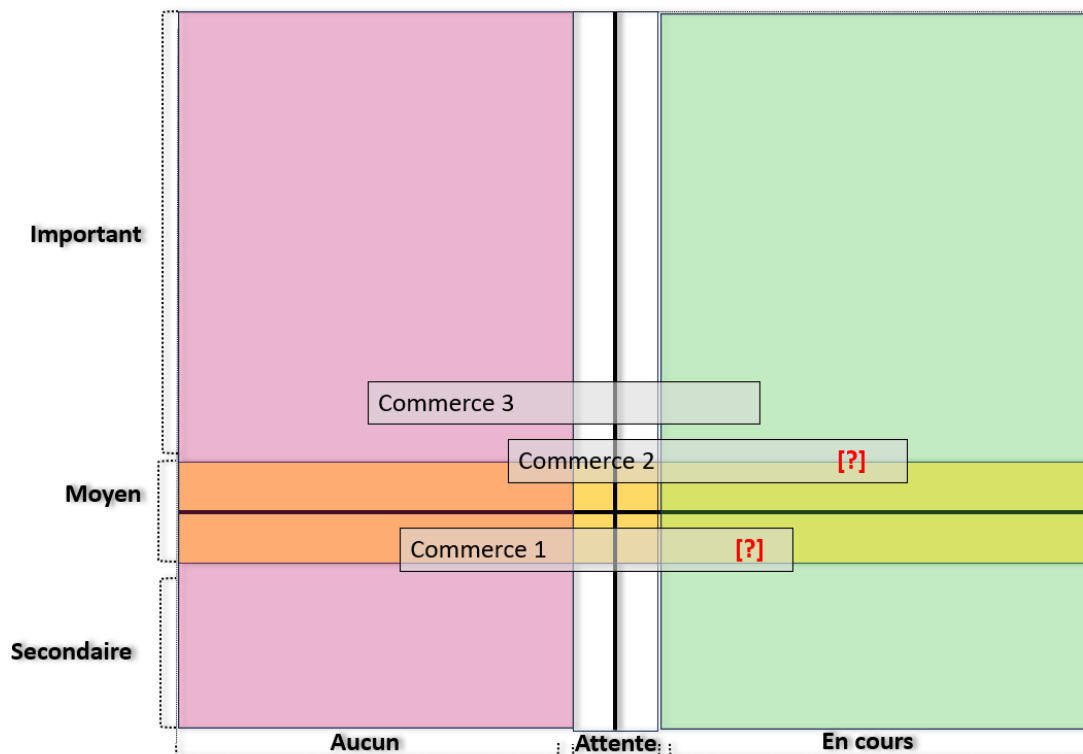 Important
Commerce 3
Commerce 2 [?]
Moyen
Commerce 1 [?]
Secondaire
Aucun
Attente
En cours